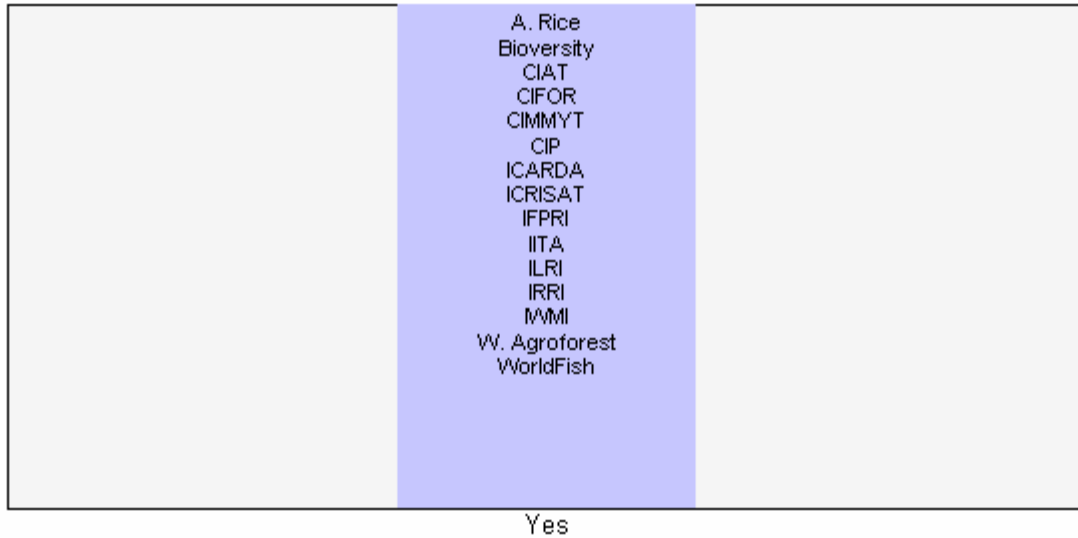 A. Rice
Bioversity
CIAT
CIFOR
CIMMYT
CIP
ICARDA
ICRISAT
IFPRI
IITA
ILRI
IRRI
IWMI
W. Agroforest
WorldFish
Yes